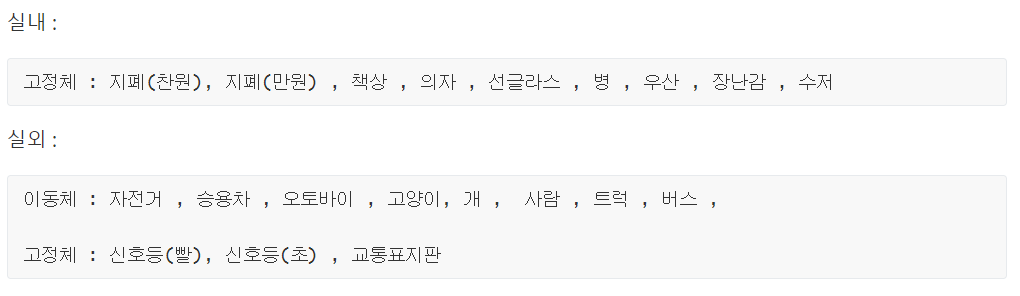 실내 :
고정체 : 지폐(찬원), 지폐(만원) , 책상 , 의자 , 선글라스 , 병 , 우산 , 장난감 , 수저
실외 :
이동체 : 자전거 , 승용차 , 오토바이 , 고양이, 개 ,  사람 , 트럭 , 버스 ,
고정체 : 신호등(빨), 신호등(초) , 교통표지판